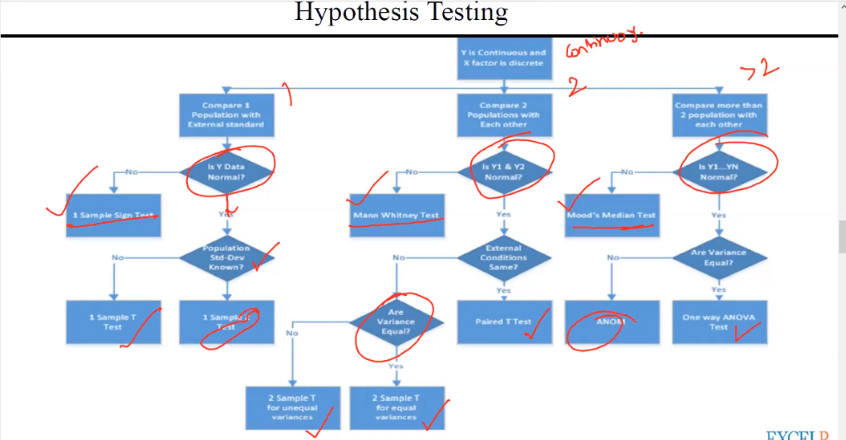 Hypothesis Testing
Y is Continuous and
X factor is discrete
continuous
1
2
>2
Compare 1
Population with
External standard
Compare 2
Populations with
Each other
Compare more than
2 population with
each other
Is Y Data
Normal?
Is Y1 & Y2
Normal?
Is Y1...YN
Normal?
No
No
No
1 Sample Sign Test
Yes
Mann Whitney Test
Yes
Mood's Median Test
Yes
Population
Std-Dev
Known?
External
Conditions
Same?
Are Variance
Equal?
No
No
No
Yes
Yes
1 Sample T
Test
1 Sample
Test
Are
Variance
Equal?
Paired T Test
ANOM
One way ANOVA
Test
No
Yes
2 Sample T
for unequal
variances
2 Sample T
for equal
variances